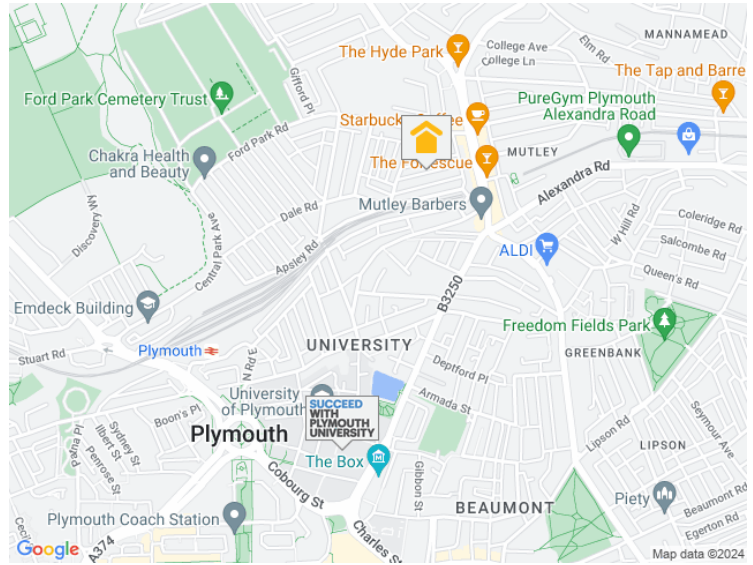 MANNAMEAD
College Ave
Elm Rd
The Hyde Park
College Ln
The Tap and Barre
Gifford Pl
Ford Park Cemetery Trust
PureGym Plymouth
Alexandra Road
Starbucks Coffee
Ford Park Rd
MUTLEY
Chakra Health
and Beauty
The Fortescue
Alexandra Rd
Mutley Barbers
Dale Rd
Discovery Wy
Central Park Ave
Apsley Rd
W Hill Rd
Coleridge Rd
Salcombe Rd
ALDI
Queen's Rd
B3250
Emdeck Building
Freedom Fields Park
Stuart Rd
Plymouth
UNIVERSITY
GREENBANK
N Rd E
Deptford Pl
University
of Plymouth
Armada St
SUCCEED
WITH
PLYMOUTH
UNIVERSITY
Boon's Pl
Plymouth
Patna Pl
Sydney St
Ilbert St
Penrose St
Lipson Rd
Seymour Ave
LIPSON
The Box
Gibbon St
Cobourg St
Piety
BEAUMONT
Beaumont Rd
Egerton Rd
Plymouth Coach Station
Charles St
Cecil
A374
Google
Map data ©2024